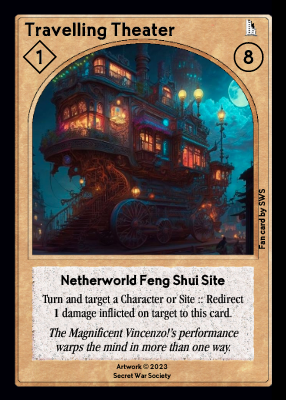 Travelling Theater
1
8
Fan card by SWS
Netherworld Feng Shui Site
Turn and target a Character or Site :: Redirect
1 damage inflicted on target to this card.
The Magnificent Vincenzo!'s performance
warps the mind in more than one way.
Artwork © 2023
Secret War Society